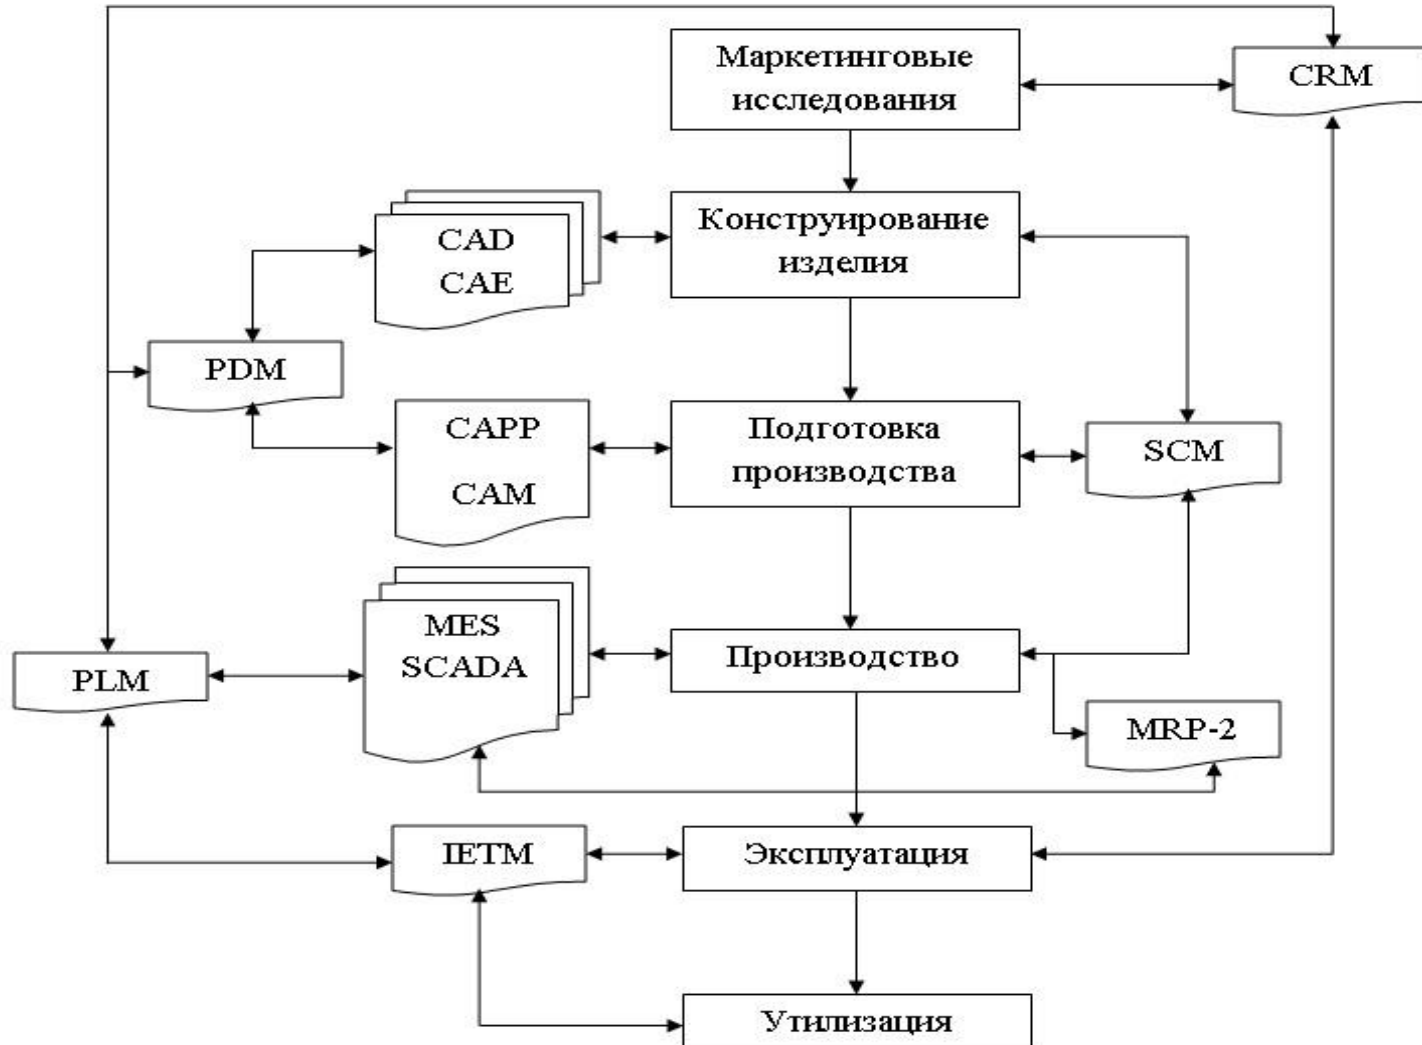 Маркетинговые
исследования
CRM
Конструирование
изделия
CAD
CAE
PDM
CAPP
CAM
Подготовка
производства
SCM
MES
SCADA
Производство
PLM
MRP-2
IETM
Эксплуатация
Утилизация